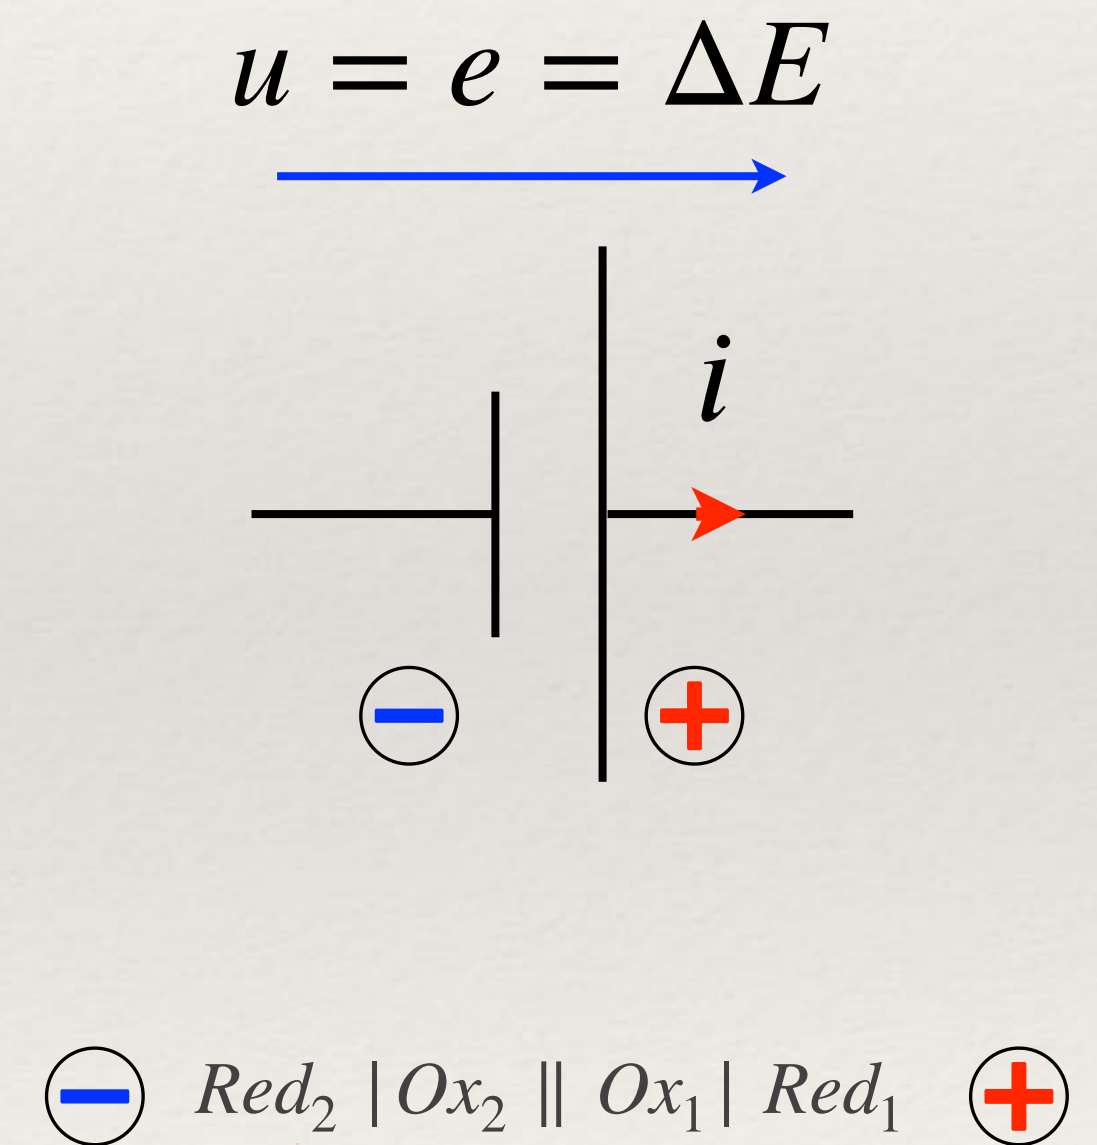 u = e = ΔE
i
−
+
− Red₂ | Ox₂ || Ox₁ | Red₁ +